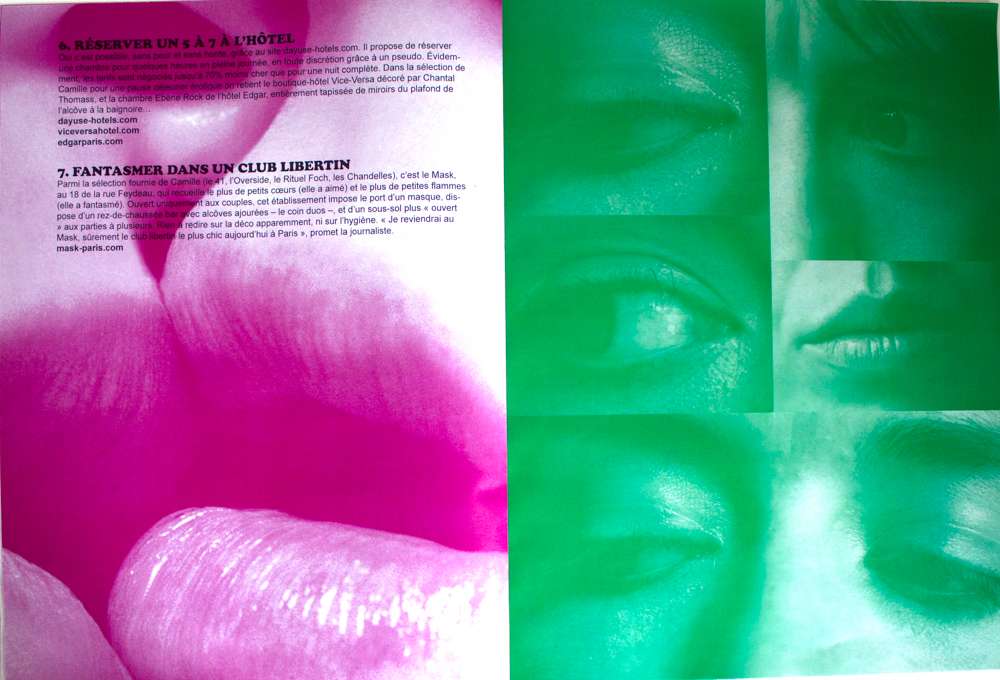 6. RÉSERVER UN 5 À 7 À L'HÔTEL
Oui c'est possible, sans peur et sans honte, grâce au site dayuse-hotels.com. Il propose de réserver
une chambre pour quelques heures en pleine journée, en toute discrétion grâce à un pseudo. Évidem-
ment, les tarifs sont négociés jusqu'à 70% moins cher que pour une nuit complète. Dans la sélection de
Camille pour une pause déjeuner érotique on retient le boutique-hôtel Vice-Versa décoré par Chantal
Thomass, et la chambre Ebène Rock de l'hôtel Edgar, entièrement tapissée de miroirs du plafond de
l'alcôve à la baignoire...
dayuse-hotels.com
viceversahotel.com
edgarparis.com
7. FANTASMER DANS UN CLUB LIBERTIN
Parmi la sélection fournie de Camille (le 41, l'Overside, le Rituel Foch, les Chandelles), c'est le Mask,
au 18 de la rue Feydeau, qui recueille le plus de petits cœurs (elle a aimé) et le plus de petites flammes
(elle a fantasmé). Ouvert uniquement aux couples, cet établissement impose le port d'un masque, dis-
pose d'un rez-de-chaussée bar avec alcôves ajourées – le coin duos –, et d'un sous-sol plus « ouvert
» aux parties à plusieurs. Rien à redire sur la déco apparemment, ni sur l'hygiène. « Je reviendrai au
Mask, sûrement le club libertin le plus chic aujourd'hui à Paris », promet la journaliste.
mask-paris.com